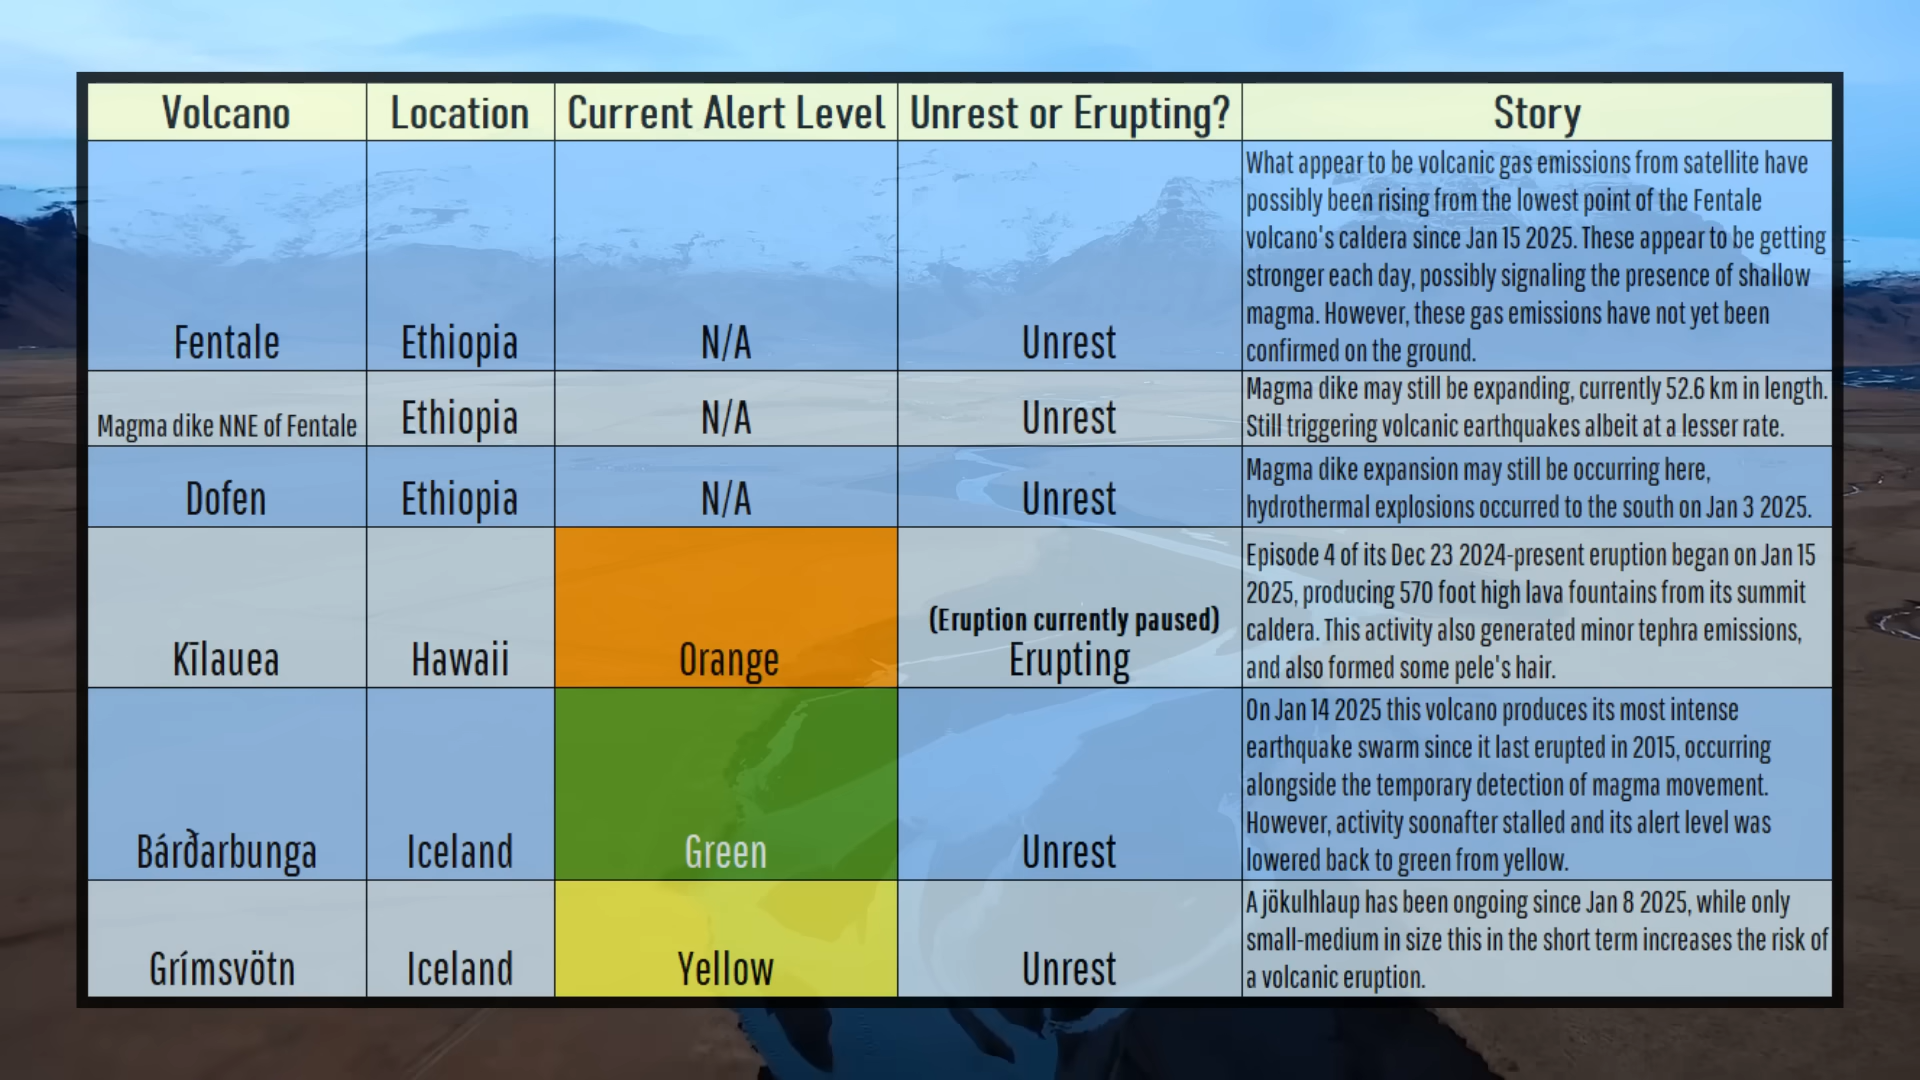 Volcano
Location
Current Alert Level
Unrest or Erupting?
Story
Fentale
Ethiopia
N/A
Unrest
What appear to be volcanic gas emissions from satellite have
possibly been rising from the lowest point of the Fentale
volcano's caldera since Jan 15 2025. These appear to be getting
stronger each day, possibly signaling the presence of shallow
magma. However, these gas emissions have not yet been
confirmed on the ground.
Magma dike NNE of Fentale
Ethiopia
N/A
Unrest
Magma dike may still be expanding, currently 52.6 km in length.
Still triggering volcanic earthquakes albeit at a lesser rate.
Dofen
Ethiopia
N/A
Unrest
Magma dike expansion may still be occurring here,
hydrothermal explosions occurred to the south on Jan 3 2025.
Kīlauea
Hawaii
Orange
(Eruption currently paused)
Erupting
Episode 4 of its Dec 23 2024-present eruption began on Jan 15
2025, producing 570 foot high lava fountains from its summit
caldera. This activity also generated minor tephra emissions,
and also formed some pele's hair.
Bárðarbunga
Iceland
Green
Unrest
On Jan 14 2025 this volcano produces its most intense
earthquake swarm since it last erupted in 2015, occurring
alongside the temporary detection of magma movement.
However, activity soonafter stalled and its alert level was
lowered back to green from yellow.
Grímsvötn
Iceland
Yellow
Unrest
A jökulhlaup has been ongoing since Jan 8 2025, while only
small-medium in size this in the short term increases the risk of
a volcanic eruption.